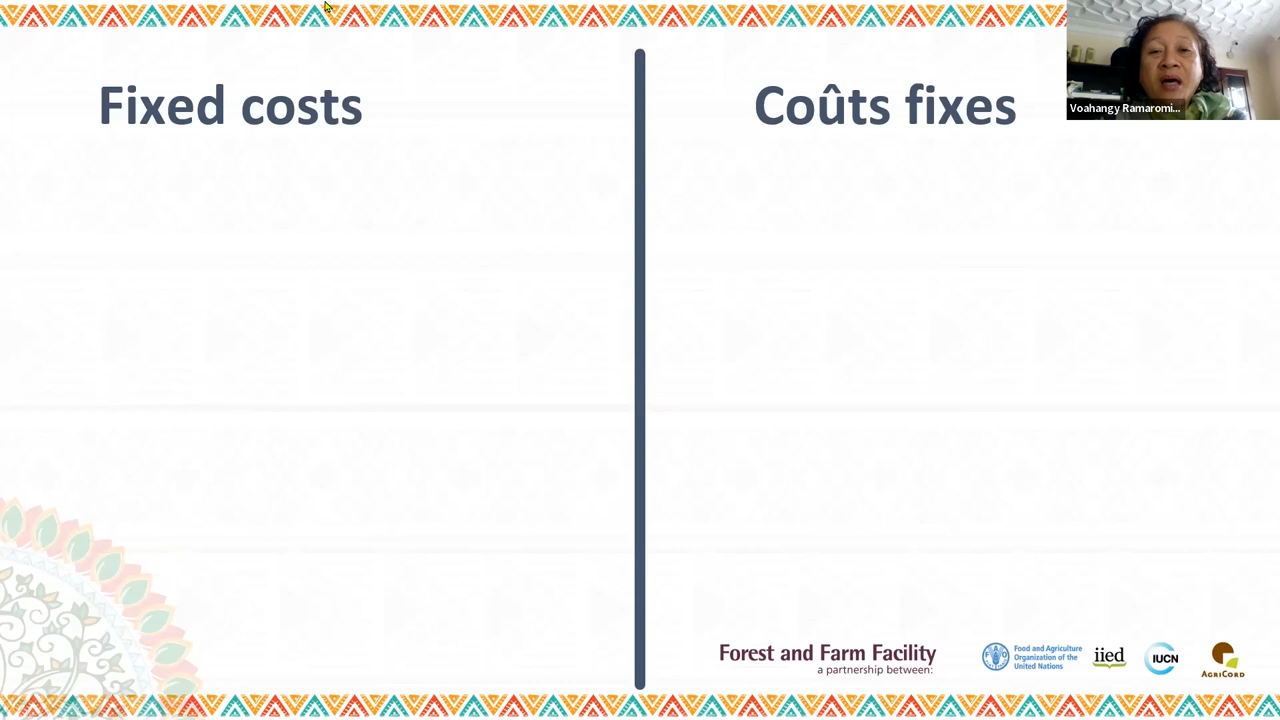 Fixed costs
Coûts fixes
Voahangy Ramaromi...
Forest and Farm Facility
a partnership between:
Food and Agriculture
Organization of the
United Nations
iied
IUCN
AGRICORD